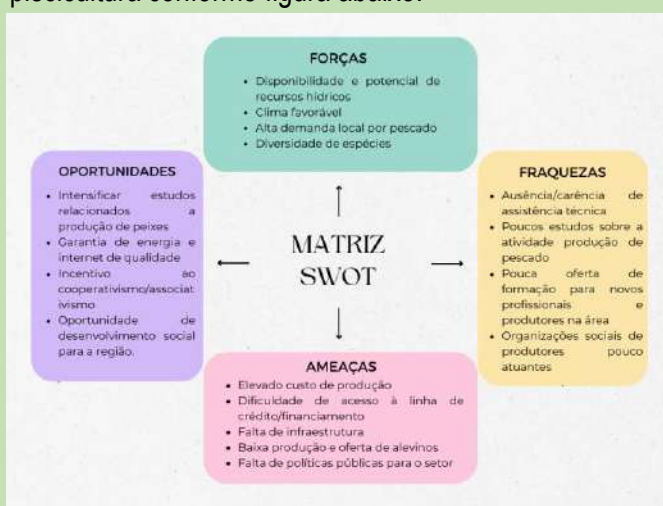 FORÇAS
• Disponibilidade e potencial de
recursos hídricos
• Clima favorável
• Alta demanda local por pescado
• Diversidade de espécies
OPORTUNIDADES
• Intensificar estudos
relacionados a
produção de peixes
• Garantia de energia e
internet de qualidade
• Incentivo ao
cooperativismo/associat
ivismo
• Oportunidade de
desenvolvimento social
para a região.
MATRIZ
SWOT
FRAQUEZAS
• Ausência/carência de
assistência técnica
• Poucos estudos sobre a
atividade produção de
pescado
• Pouca oferta de
formação para novos
profissionais e
produtores na área
• Organizações sociais de
produtores pouco
atuantes
AMEAÇAS
• Elevado custo de produção
• Dificuldade de acesso à linha de
crédito/financiamento
• Falta de infraestrutura
• Baixa produção e oferta de alevinos
• Falta de políticas públicas para o setor